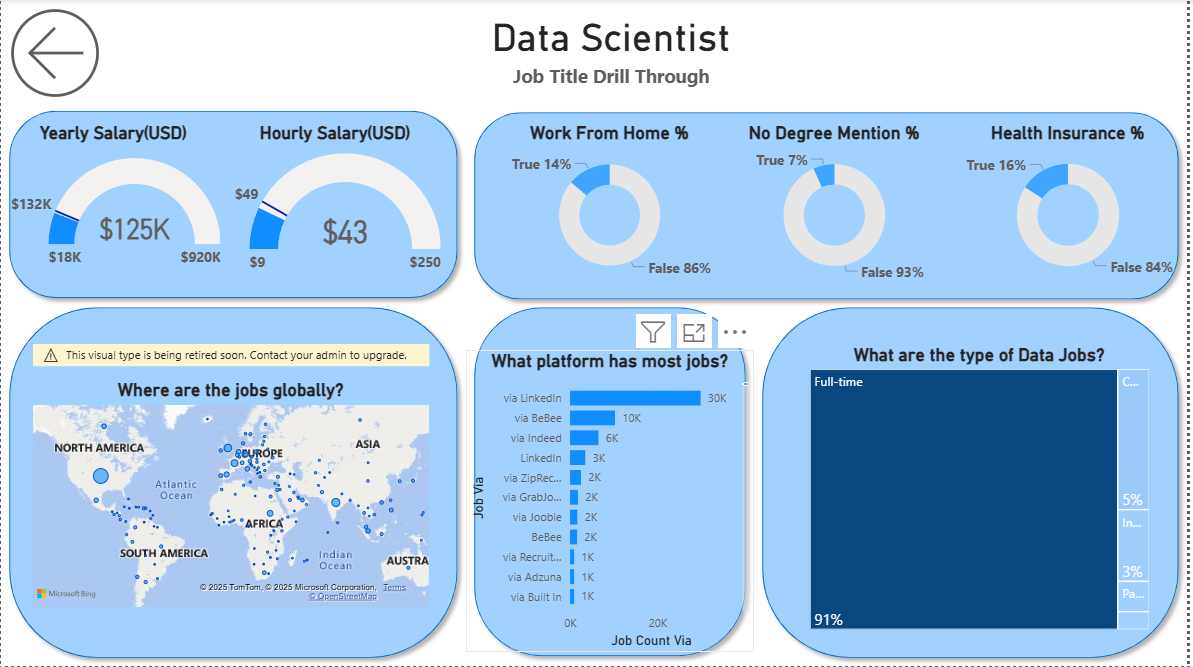 Data Scientist
Job Title Drill Through
Yearly Salary(USD)
$132K
$125K
$18K
$920K
Hourly Salary(USD)
$49
$43
$9
$250
Work From Home %
True 14%
False 86%
No Degree Mention %
True 7%
False 93%
Health Insurance %
True 16%
False 84%
This visual type is being retired soon. Contact your admin to upgrade.
Where are the jobs globally?
NORTH AMERICA
EUROPE
ASIA
Atlantic
Ocean
AFRICA
SOUTH AMERICA
Indian
Ocean
AUSTRA
© 2025 TomTom, © 2025 Microsoft Corporation, Terms
© OpenStreetMap
Microsoft Bing
What platform has most jobs?
Job Via
via LinkedIn 30K
via BeBee 10K
via Indeed 6K
LinkedIn 3K
via ZipRec... 2K
via GrabJo... 2K
via Jooble 2K
BeBee 2K
via Recruit... 1K
via Adzuna 1K
via Built In 1K
0K 20K
Job Count Via
What are the type of Data Jobs?
Full-time
91%
C...
5%
In...
3%
Pa...